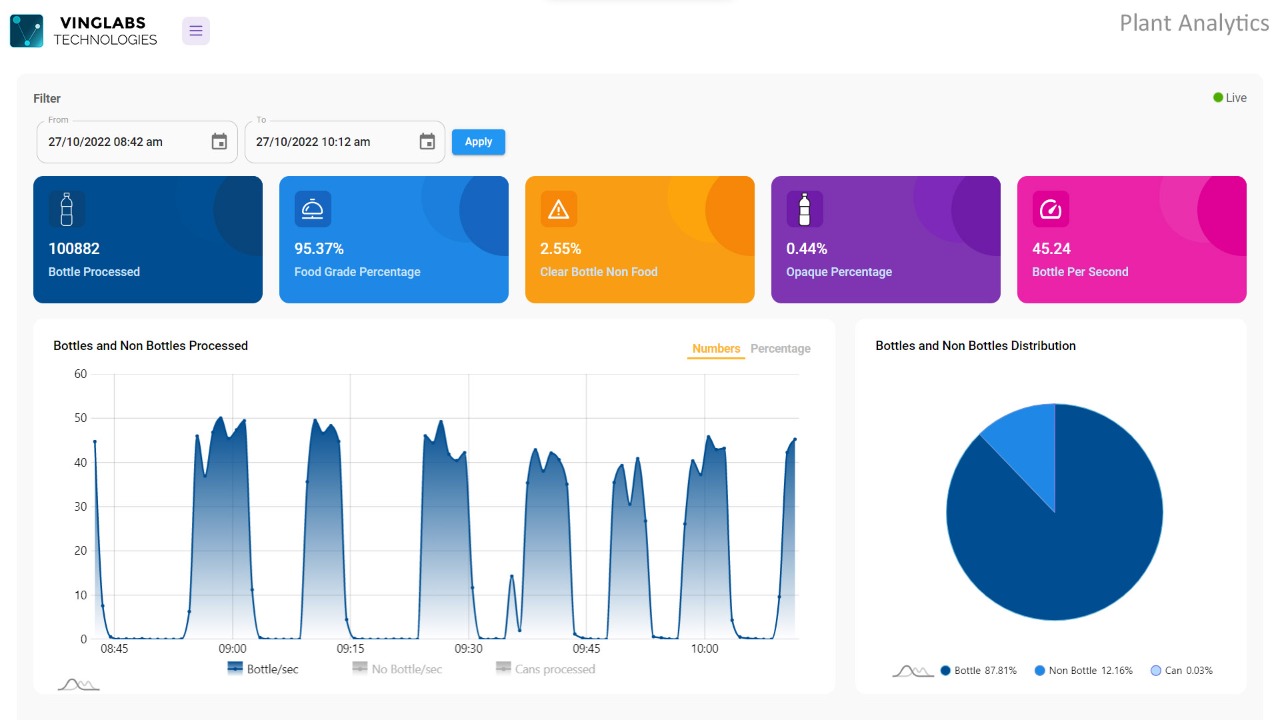 VINGLABS
TECHNOLOGIES
Plant Analytics
Filter
Live
From
To
27/10/2022 08:42 am
27/10/2022 10:12 am
Apply
100882
Bottle Processed
95.37%
Food Grade Percentage
2.55%
Clear Bottle Non Food
0.44%
Opaque Percentage
45.24
Bottle Per Second
Bottles and Non Bottles Processed
Numbers Percentage
60
50
40
30
20
10
0
08:45 09:00 09:15 09:30 09:45 10:00
Bottle/sec No Bottle/sec Cans processed
Bottles and Non Bottles Distribution
Bottle 87.81% Non Bottle 12.16% Can 0.03%